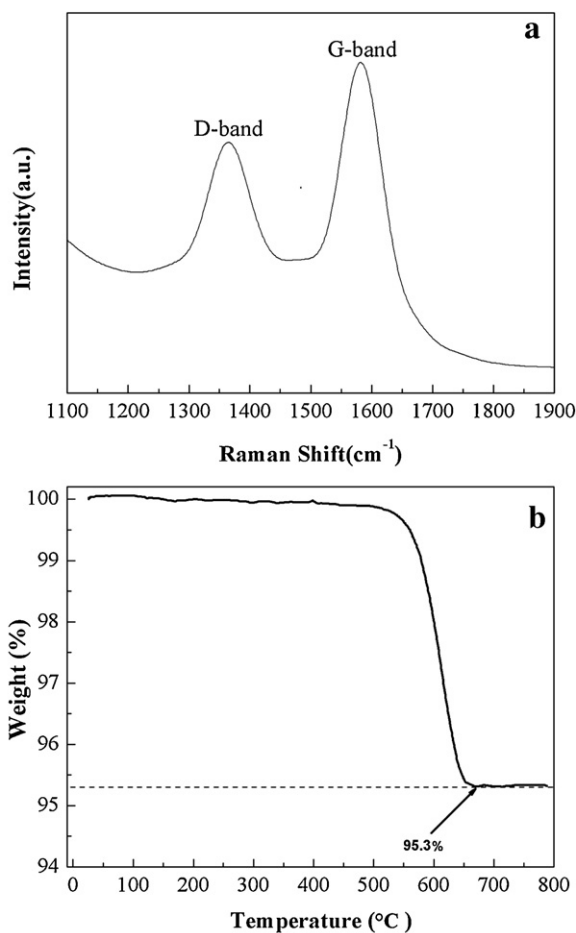 a
G-band
D-band
Intensity(a.u.)
1100 1200 1300 1400 1500 1600 1700 1800 1900
Raman Shift(cm⁻¹)
b
100
99
98
97
96
95
94
Weight (%)
95.3%
0 100 200 300 400 500 600 700 800
Temperature (°C )